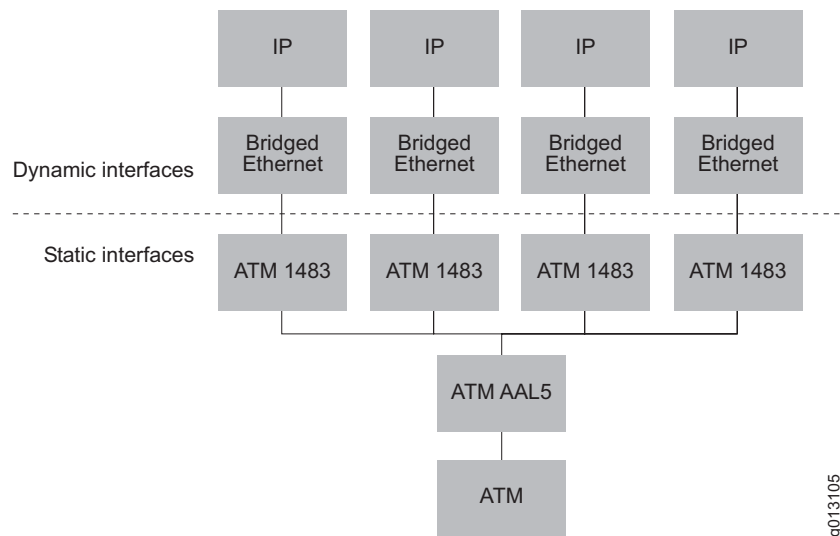 IP
IP
IP
IP
Dynamic interfaces
Bridged
Ethernet
Bridged
Ethernet
Bridged
Ethernet
Bridged
Ethernet
Static interfaces
ATM 1483
ATM 1483
ATM 1483
ATM 1483
ATM AAL5
ATM
g013105